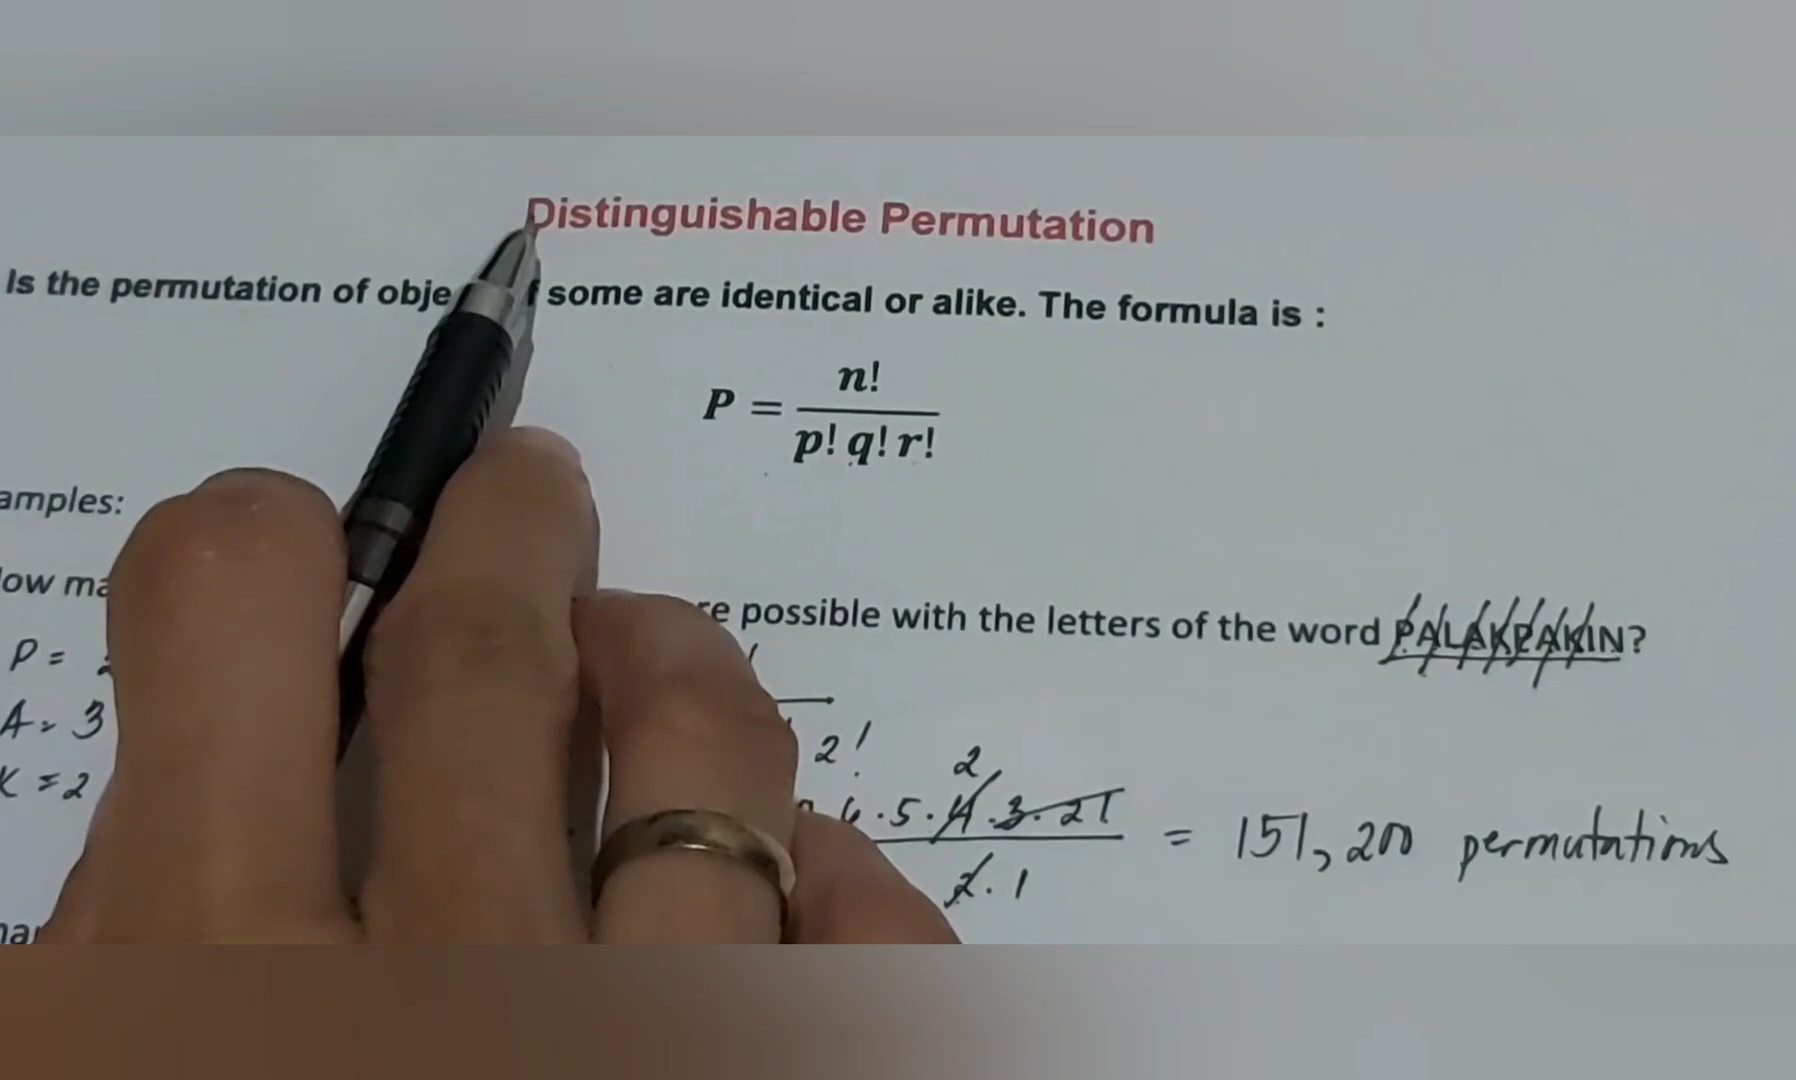 Distinguishable Permutation
Is the permutation of obje f some are identical or alike. The formula is :
P = n! / p! q! r!
amples:
ow ma re possible with the letters of the word PALAKPAKIN?
P =
A = 3
K = 2
2!
2
6 . 5 . 4 . 3 . 2 1 = 151,200 permutations
2 . 1